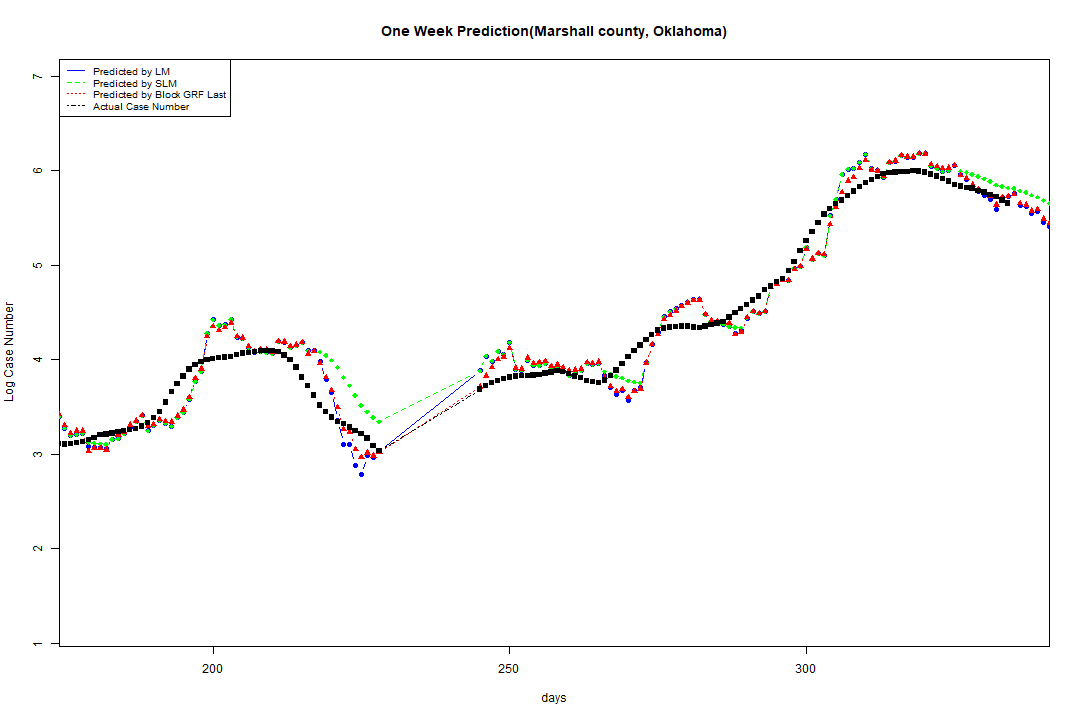 One Week Prediction(Marshall county, Oklahoma)
Predicted by LM
Predicted by SLM
Predicted by Block GRF Last
Actual Case Number
7
6
5
4
3
2
1
Log Case Number
200
250
300
days